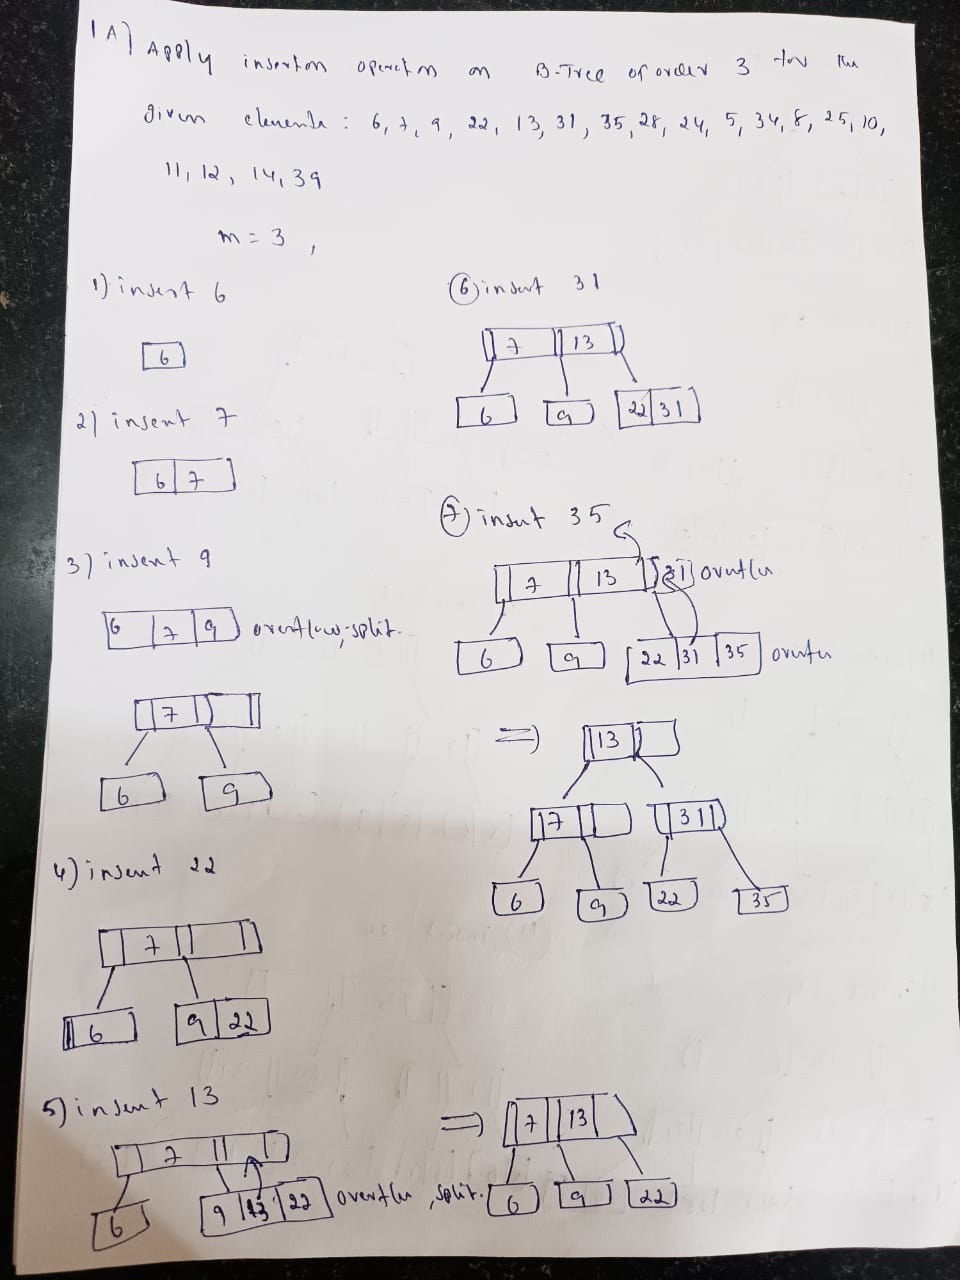 1A) Apply insertion operation on B-Tree of order 3 for the
given elements : 6, 7, 9, 22, 13, 31, 35, 28, 24, 5, 34, 8, 25, 10,
11, 12, 14, 39
m = 3 ,
1) insert 6
6
2) insert 7
6 7
3) insert 9
6 7 9 overflow, split.
7
6 9
4) insert 22
7
6 9 22
5) insert 13
7
6 9 13 22 overflow, split.
=> 7 13
6 9 22
6) insert 31
7 13
6 9 22 31
7) insert 35
7 13 31 overflow
6 9 22 31 35 overflow
=> 13
7 31
6 9 22 35